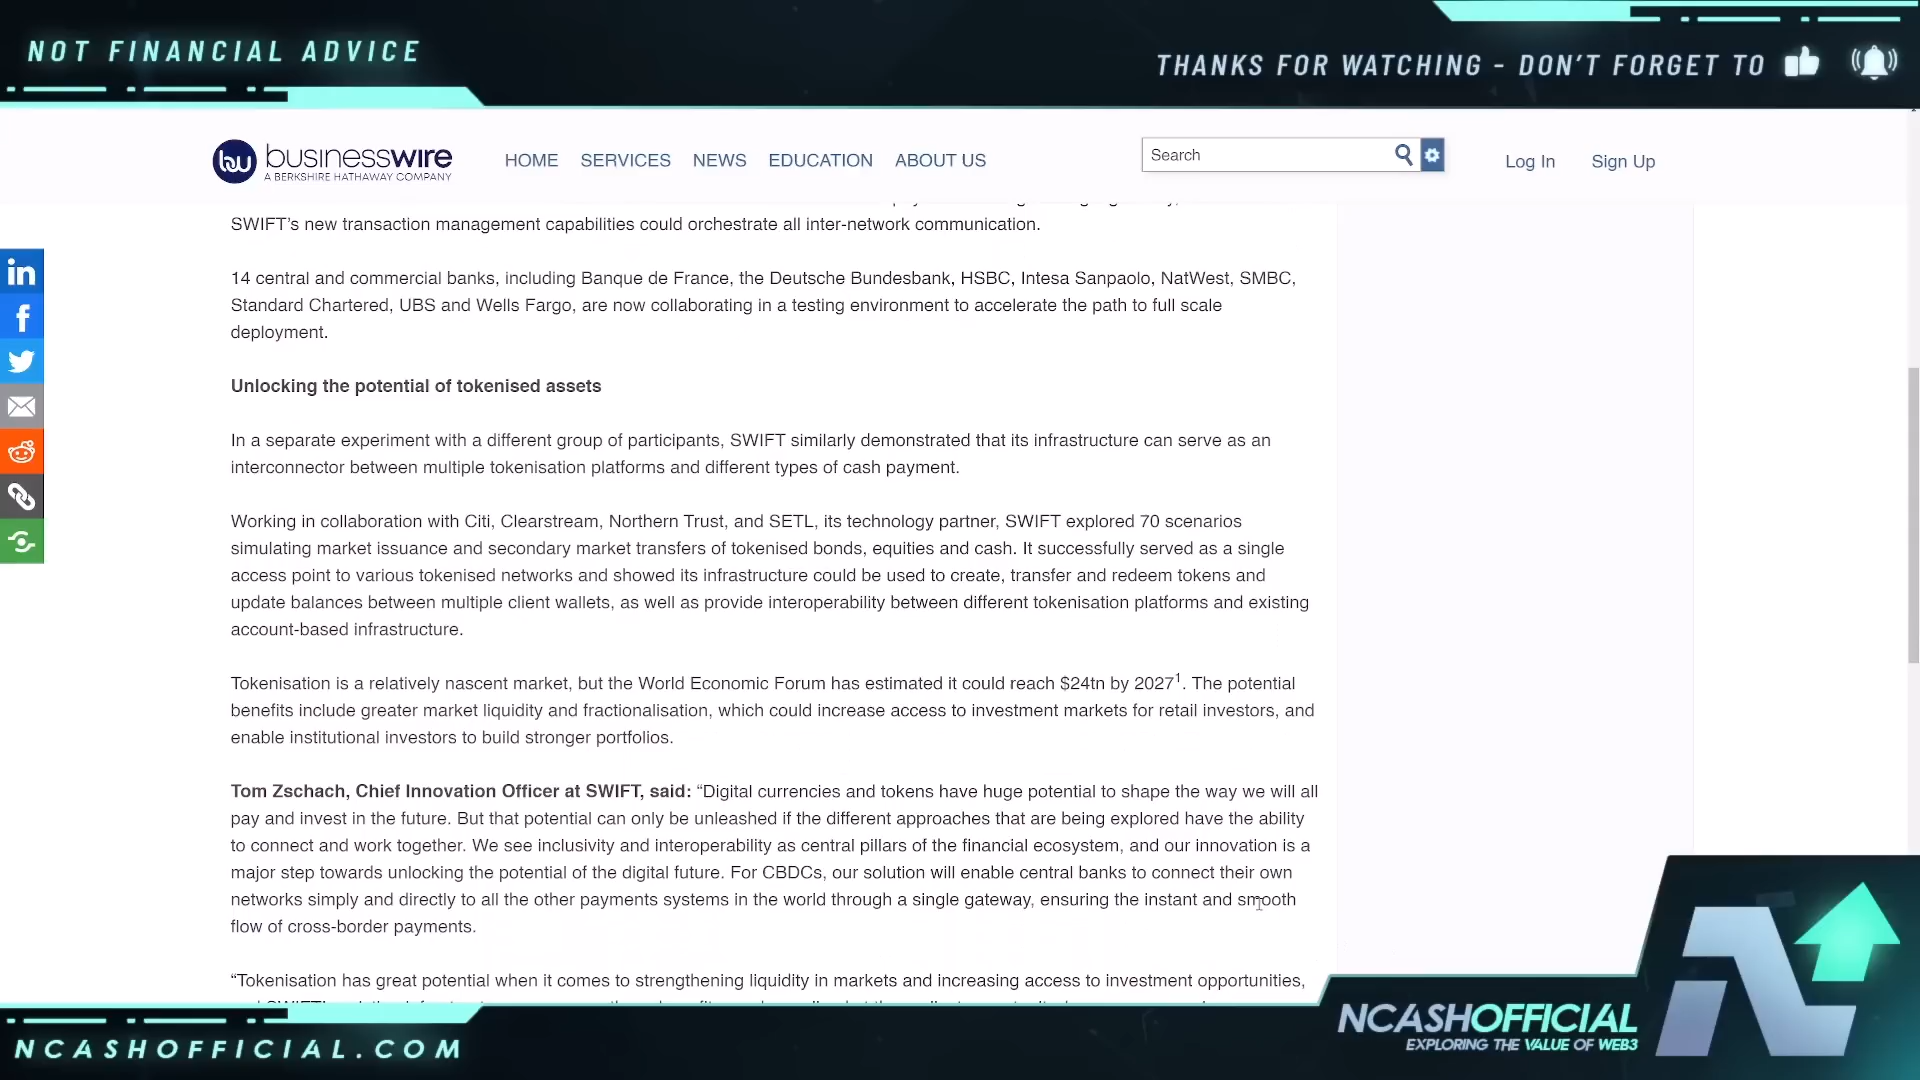 NOT FINANCIAL ADVICE
THANKS FOR WATCHING - DON'T FORGET TO
bu businesswire
A BERKSHIRE HATHAWAY COMPANY
HOME SERVICES NEWS EDUCATION ABOUT US
Search
Log In Sign Up
SWIFT’s new transaction management capabilities could orchestrate all inter-network communication.
14 central and commercial banks, including Banque de France, the Deutsche Bundesbank, HSBC, Intesa Sanpaolo, NatWest, SMBC,
Standard Chartered, UBS and Wells Fargo, are now collaborating in a testing environment to accelerate the path to full scale
deployment.
Unlocking the potential of tokenised assets
In a separate experiment with a different group of participants, SWIFT similarly demonstrated that its infrastructure can serve as an
interconnector between multiple tokenisation platforms and different types of cash payment.
Working in collaboration with Citi, Clearstream, Northern Trust, and SETL, its technology partner, SWIFT explored 70 scenarios
simulating market issuance and secondary market transfers of tokenised bonds, equities and cash. It successfully served as a single
access point to various tokenised networks and showed its infrastructure could be used to create, transfer and redeem tokens and
update balances between multiple client wallets, as well as provide interoperability between different tokenisation platforms and existing
account-based infrastructure.
Tokenisation is a relatively nascent market, but the World Economic Forum has estimated it could reach $24tn by 2027¹. The potential
benefits include greater market liquidity and fractionalisation, which could increase access to investment markets for retail investors, and
enable institutional investors to build stronger portfolios.
Tom Zschach, Chief Innovation Officer at SWIFT, said: “Digital currencies and tokens have huge potential to shape the way we will all
pay and invest in the future. But that potential can only be unleashed if the different approaches that are being explored have the ability
to connect and work together. We see inclusivity and interoperability as central pillars of the financial ecosystem, and our innovation is a
major step towards unlocking the potential of the digital future. For CBDCs, our solution will enable central banks to connect their own
networks simply and directly to all the other payments systems in the world through a single gateway, ensuring the instant and smooth
flow of cross-border payments.
“Tokenisation has great potential when it comes to strengthening liquidity in markets and increasing access to investment opportunities,
NCASHOFFICIAL.COM
NCASHOFFICIAL
EXPLORING THE VALUE OF WEB3